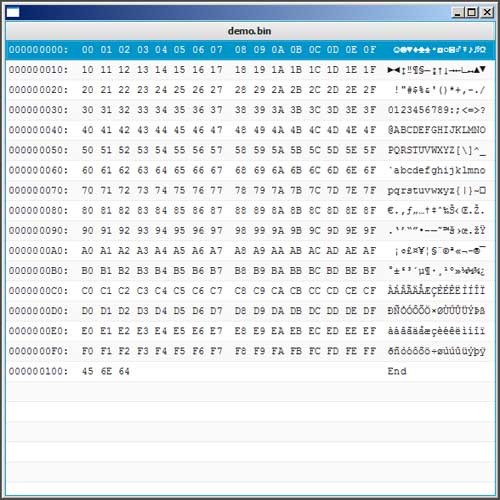 demo.bin
000000000: 00 01 02 03 04 05 06 07 08 09 0A 0B 0C 0D 0E 0F ☺☻♥♦♣♠•◘○◙♂♀♪♫☼
000000010: 10 11 12 13 14 15 16 17 18 19 1A 1B 1C 1D 1E 1F ►◄↕‼¶§▬↨↑↓→←∟↔▲▼
000000020: 20 21 22 23 24 25 26 27 28 29 2A 2B 2C 2D 2E 2F !"#$%&'()*+,-./
000000030: 30 31 32 33 34 35 36 37 38 39 3A 3B 3C 3D 3E 3F 0123456789:;<=>?
000000040: 40 41 42 43 44 45 46 47 48 49 4A 4B 4C 4D 4E 4F @ABCDEFGHIJKLMNO
000000050: 50 51 52 53 54 55 56 57 58 59 5A 5B 5C 5D 5E 5F PQRSTUVWXYZ[\]^_
000000060: 60 61 62 63 64 65 66 67 68 69 6A 6B 6C 6D 6E 6F `abcdefghijklmno
000000070: 70 71 72 73 74 75 76 77 78 79 7A 7B 7C 7D 7E 7F pqrstuvwxyz{|}~□
000000080: 80 81 82 83 84 85 86 87 88 89 8A 8B 8C 8D 8E 8F €.‚ƒ„…†‡ˆ‰Š‹Œ.Ž.
000000090: 90 91 92 93 94 95 96 97 98 99 9A 9B 9C 9D 9E 9F .‘’“”•–—˜™š›œ.žŸ
0000000A0: A0 A1 A2 A3 A4 A5 A6 A7 A8 A9 AA AB AC AD AE AF ¡¢£¤¥¦§¨©ª«¬-®¯
0000000B0: B0 B1 B2 B3 B4 B5 B6 B7 B8 B9 BA BB BC BD BE BF °±²³´µ¶·¸¹º»¼½¾¿
0000000C0: C0 C1 C2 C3 C4 C5 C6 C7 C8 C9 CA CB CC CD CE CF ÀÁÂÃÄÅÆÇÈÉÊËÌÍÎÏ
0000000D0: D0 D1 D2 D3 D4 D5 D6 D7 D8 D9 DA DB DC DD DE DF ÐÑÒÓÔÕÖ×ØÙÚÛÜÝÞß
0000000E0: E0 E1 E2 E3 E4 E5 E6 E7 E8 E9 EA EB EC ED EE EF àáâãäåæçèéêëìíîï
0000000F0: F0 F1 F2 F3 F4 F5 F6 F7 F8 F9 FA FB FC FD FE FF ðñòóôõö÷øùúûüýþÿ
000000100: 45 6E 64 End